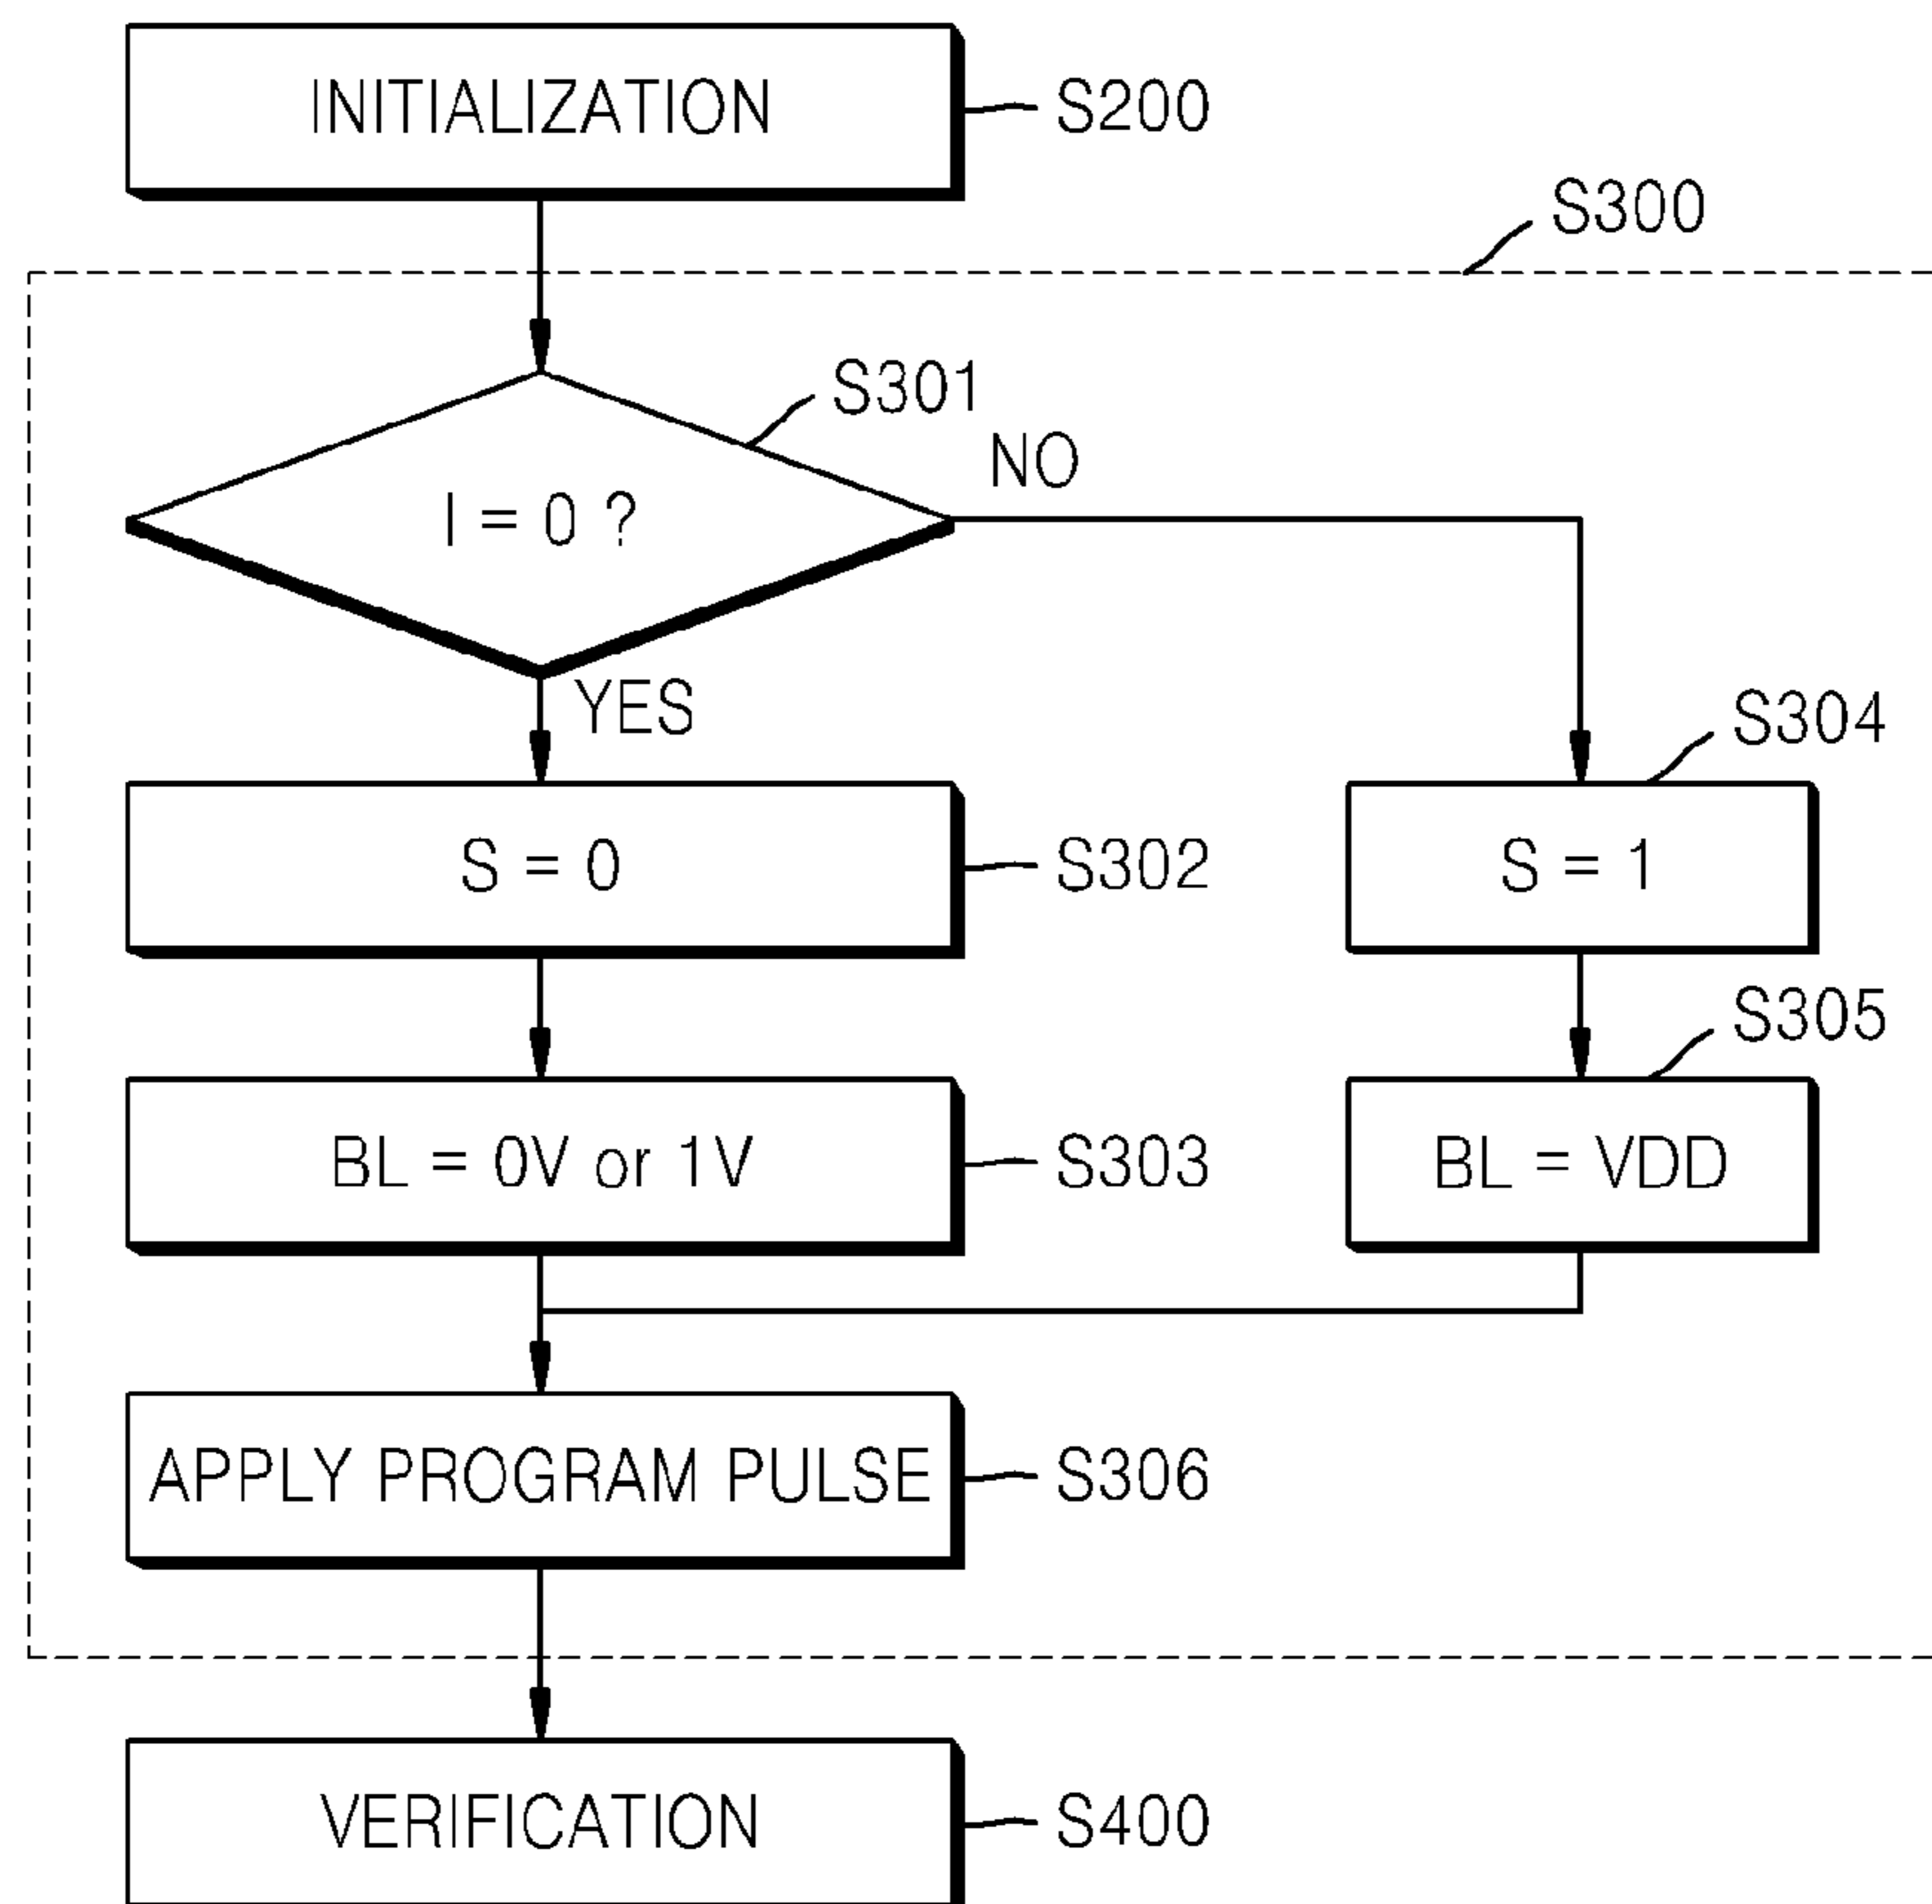 INITIALIZATION
S200
S300
S301
I = 0 ?
NO
YES
S304
S = 0
S302
S = 1
S305
BL = 0V or 1V
S303
BL = VDD
APPLY PROGRAM PULSE
S306
VERIFICATION
S400